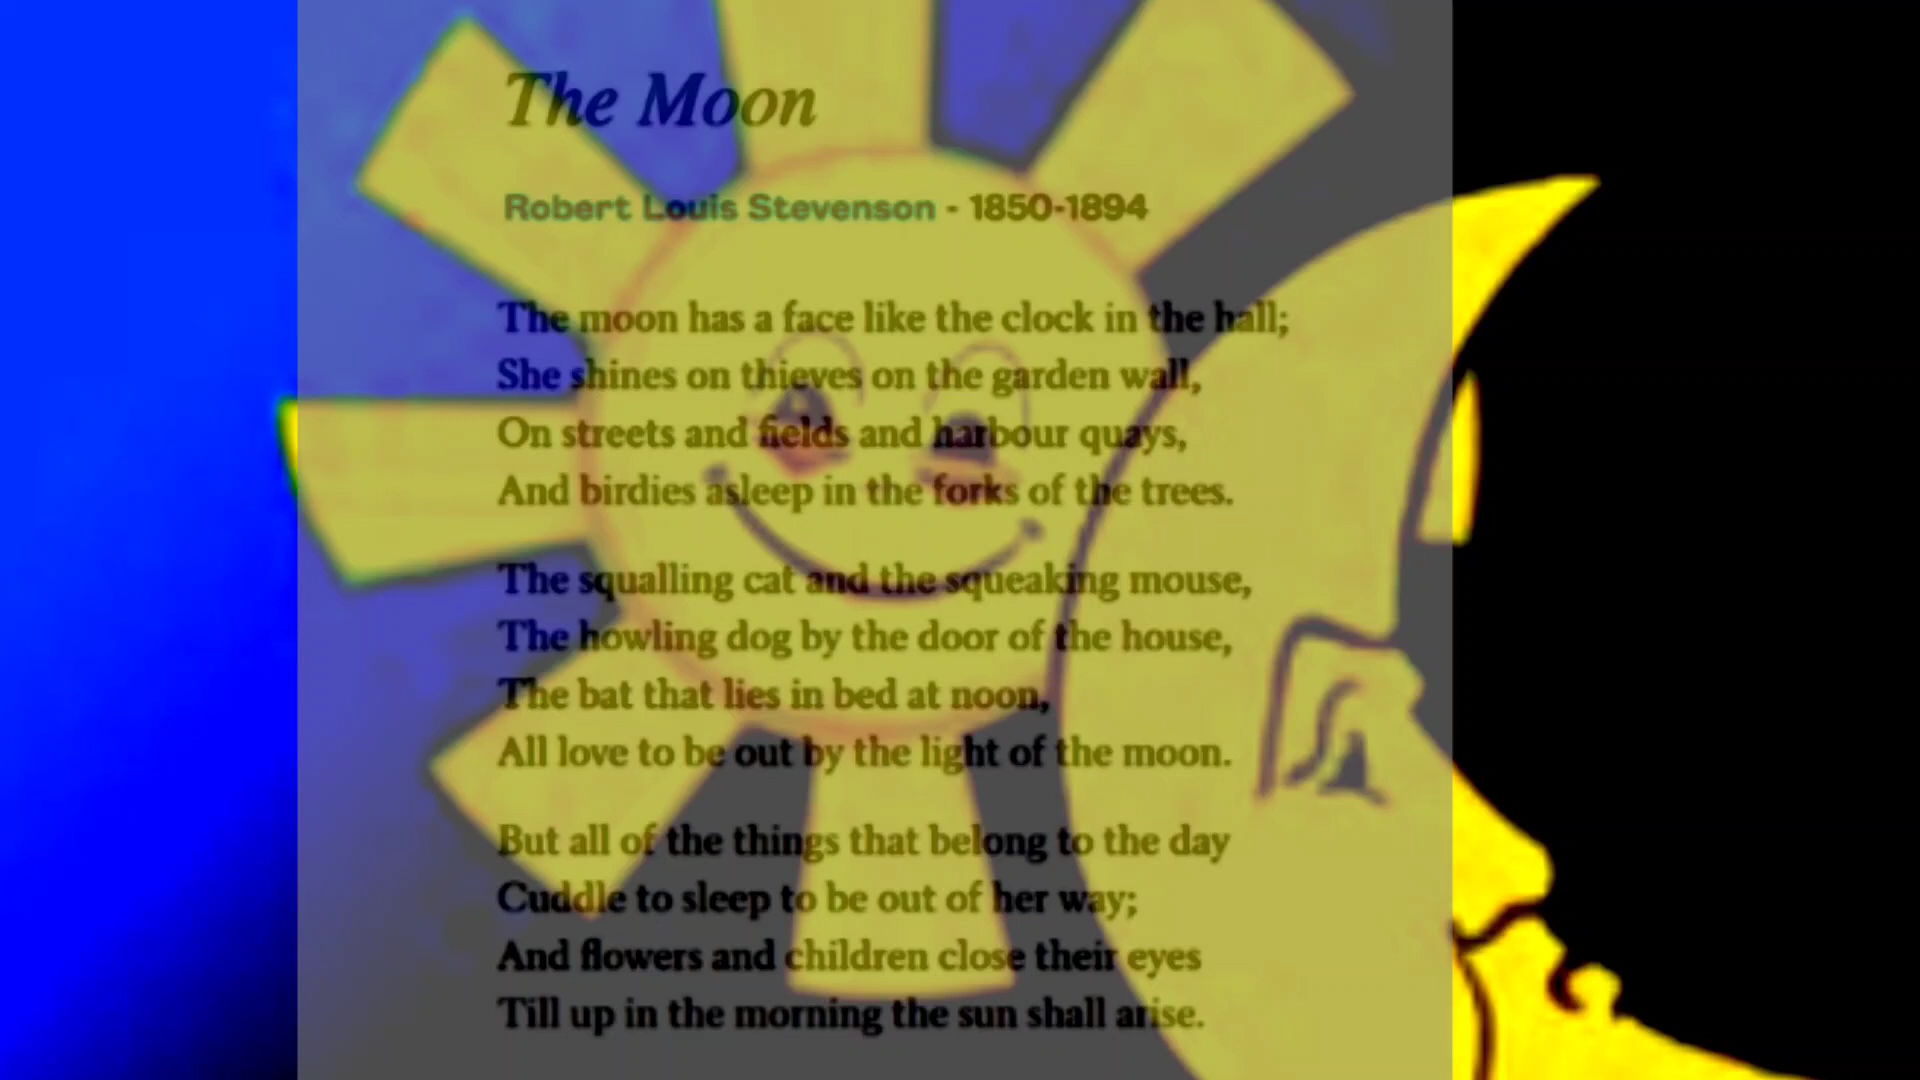 The Moon
Robert Louis Stevenson - 1850-1894
The moon has a face like the clock in the hall;
She shines on thieves on the garden wall,
On streets and fields and harbour quays,
And birdies asleep in the forks of the trees.
The squalling cat and the squeaking mouse,
The howling dog by the door of the house,
The bat that lies in bed at noon,
All love to be out by the light of the moon.
But all of the things that belong to the day
Cuddle to sleep to be out of her way;
And flowers and children close their eyes
Till up in the morning the sun shall arise.